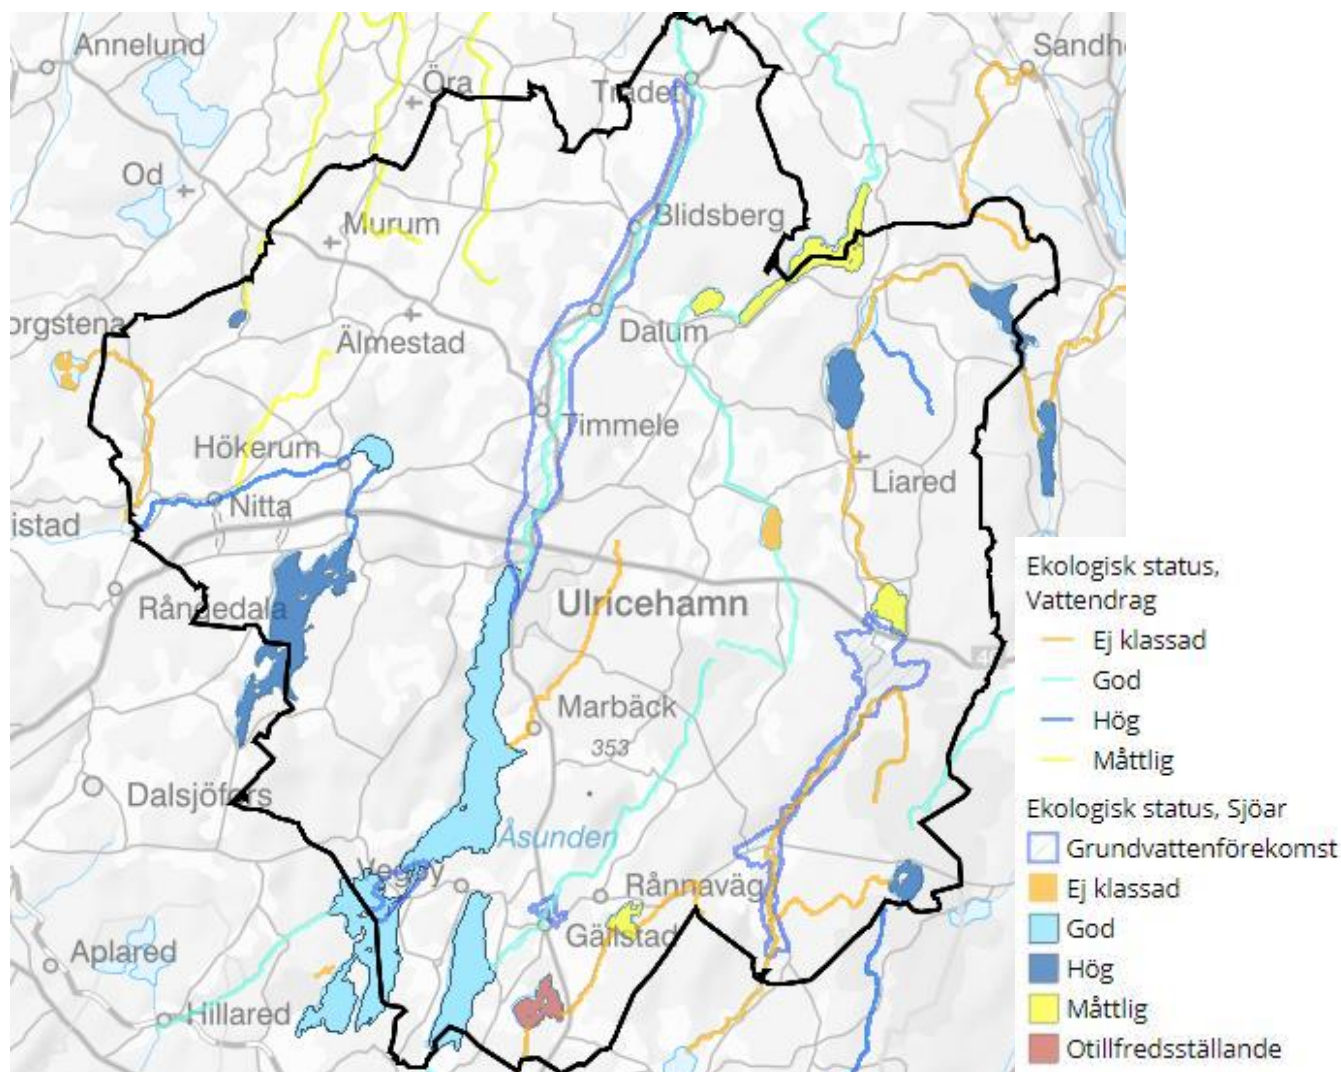 Annelund
Sandh
Öra
Trädet
Od
Blidsberg
Murum
orgstena
Älmestad
Dalum
Timmele
Hökerum
Liared
Nitta
istad
Rångedala
Ulricehamn
Marbäck
353
Dalsjöfors
Åsunden
Vegby
Rånnaväg
Gällstad
Aplared
Hillared
Ekologisk status,
Vattendrag
Ej klassad
God
Hög
Måttlig
Ekologisk status, Sjöar
Grundvattenförekomst
Ej klassad
God
Hög
Måttlig
Otillfredsställande